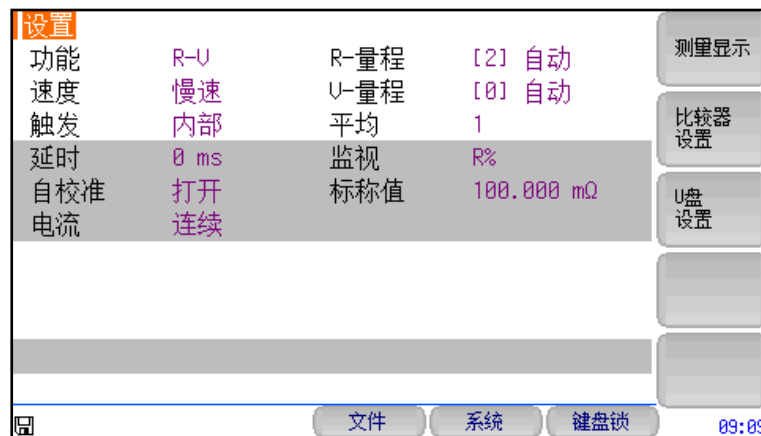 设置
功能 R-V R-量程 [2] 自动
速度 慢速 V-量程 [0] 自动
触发 内部 平均 1
延时 0 ms 监视 R%
自校准 打开 标称值 100.000 mΩ
电流 连续
测量显示
比较器
设置
U盘
设置
文件 系统 键盘锁 09:09